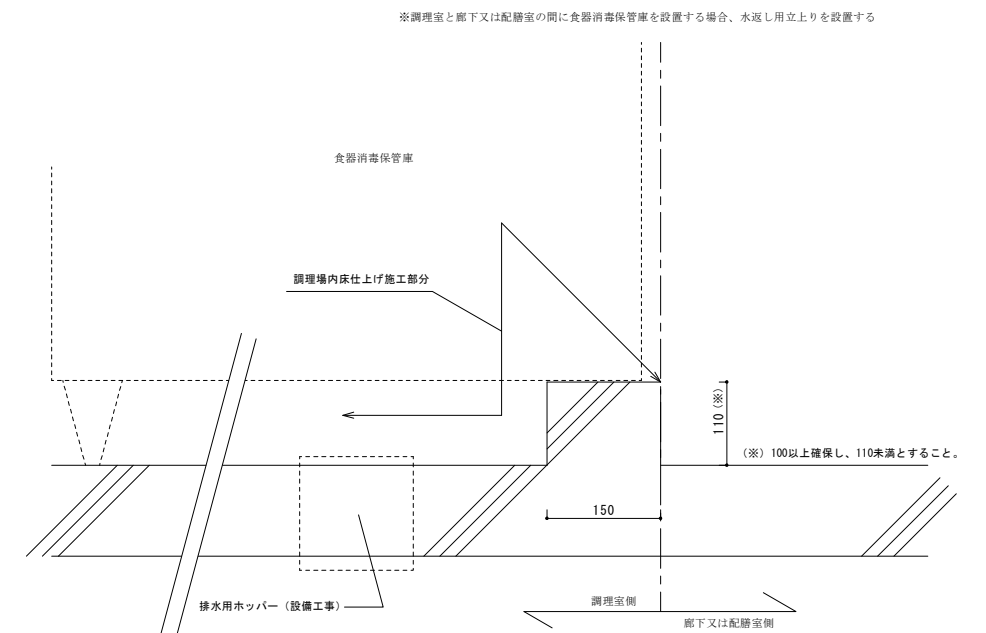 ※調理室と廊下又は配膳室の間に食器消毒保管庫を設置する場合、水返し用立上りを設置する
食器消毒保管庫
調理場内床仕上げ施工部分
110(※)
(※)100以上確保し、110未満とすること。
150
排水用ホッパー(設備工事)
調理室側
廊下又は配膳室側